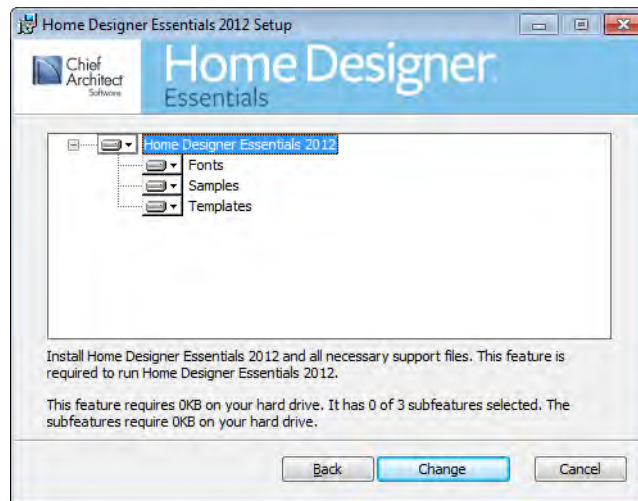 Home Designer Essentials 2012 Setup
Chief
Architect
Software
Home Designer
Essentials
Home Designer Essentials 2012
Fonts
Samples
Templates
Install Home Designer Essentials 2012 and all necessary support files. This feature is
required to run Home Designer Essentials 2012.
This feature requires 0KB on your hard drive. It has 0 of 3 subfeatures selected. The
subfeatures require 0KB on your hard drive.
Back Change Cancel